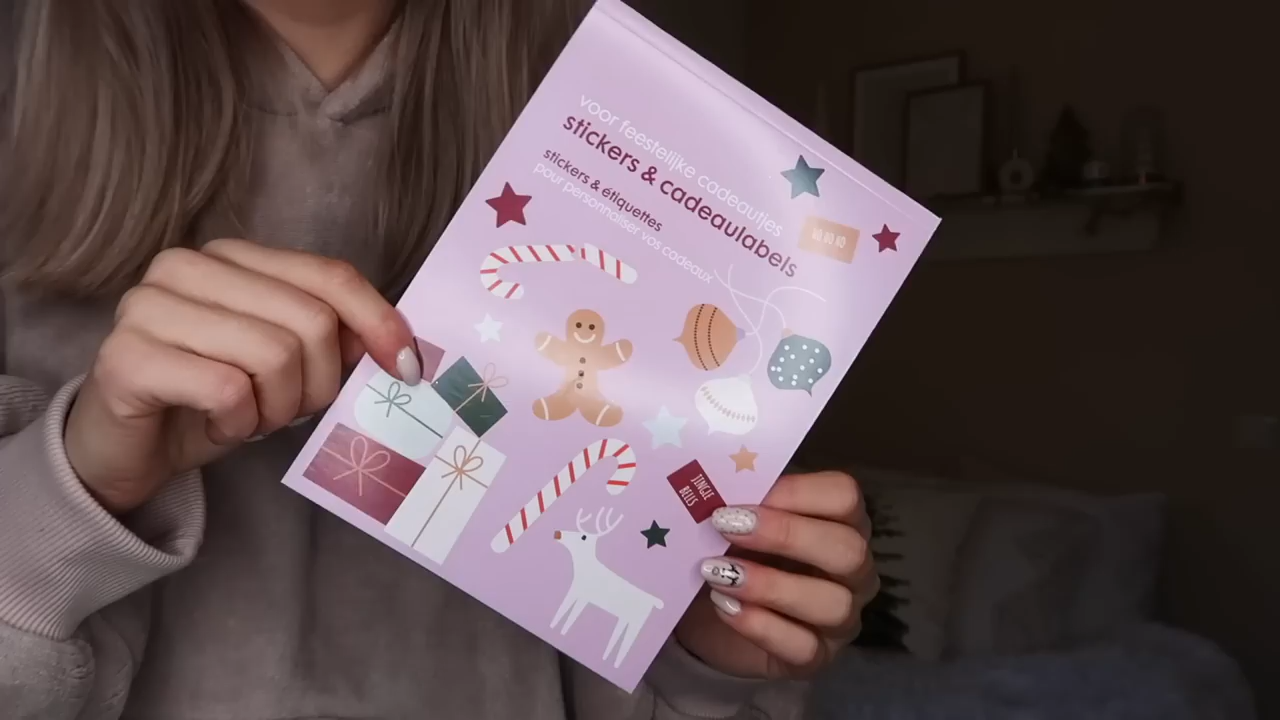 voor feestelijke cadeautjes
stickers & cadeaulabels
stickers & étiquettes
pour personnaliser vos cadeaux
HO HO HO
JINGLE
BELLS